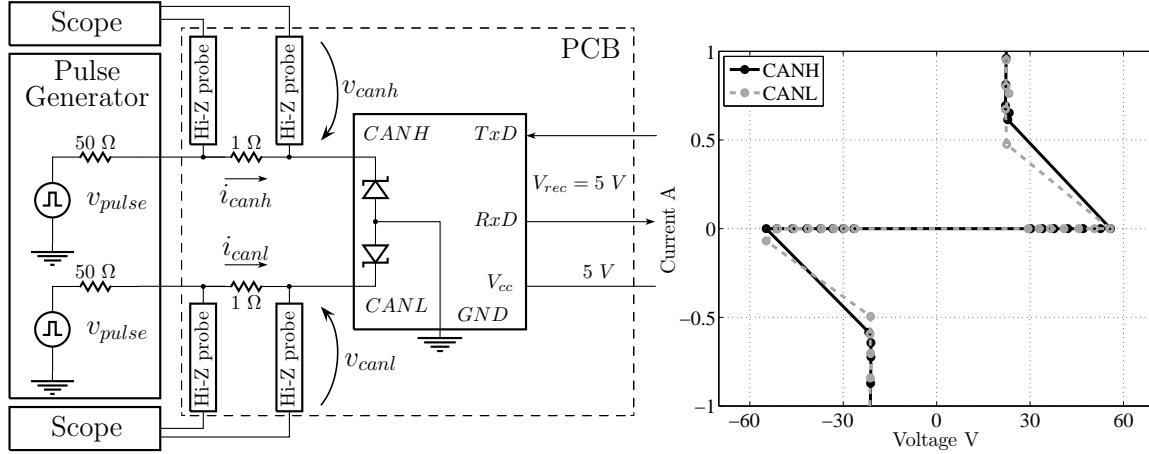 Scope
Pulse
Generator
50 Ω
v_pulse
50 Ω
v_pulse
Scope
PCB
Hi-Z probe
Hi-Z probe
v_canh
1 Ω
i_canh
i_canl
1 Ω
Hi-Z probe
Hi-Z probe
v_canl
CANH
TxD
V_rec = 5 V
RxD
V_cc
5 V
CANL
GND
CANH
CANL
Current A
1
0.5
0
−0.5
−1
−60
−30
0
30
60
Voltage V